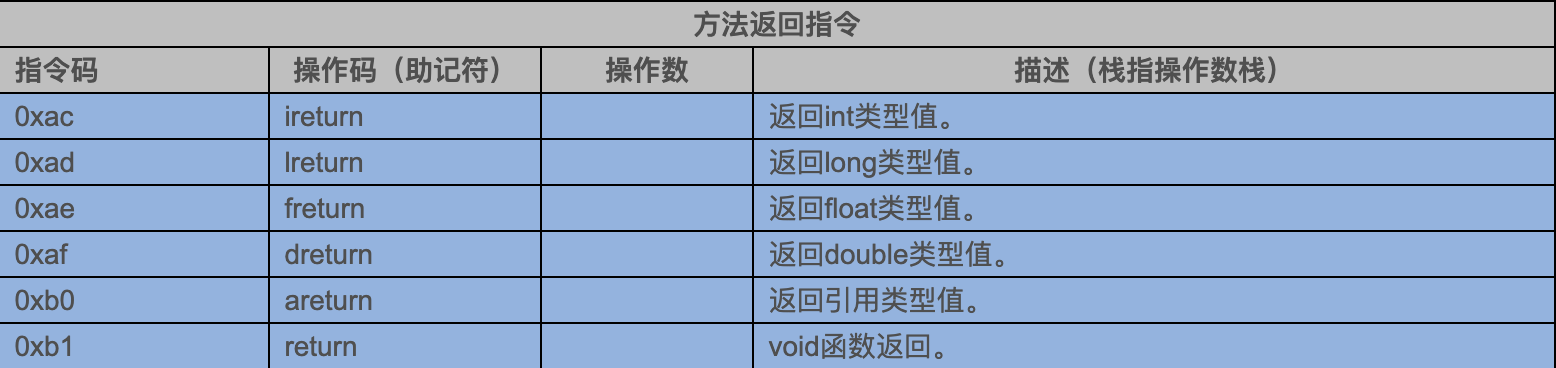 方法返回指令
指令码 操作码（助记符） 操作数 描述（栈指操作数栈）
0xac ireturn 返回int类型值。
0xad lreturn 返回long类型值。
0xae freturn 返回float类型值。
0xaf dreturn 返回double类型值。
0xb0 areturn 返回引用类型值。
0xb1 return void函数返回。